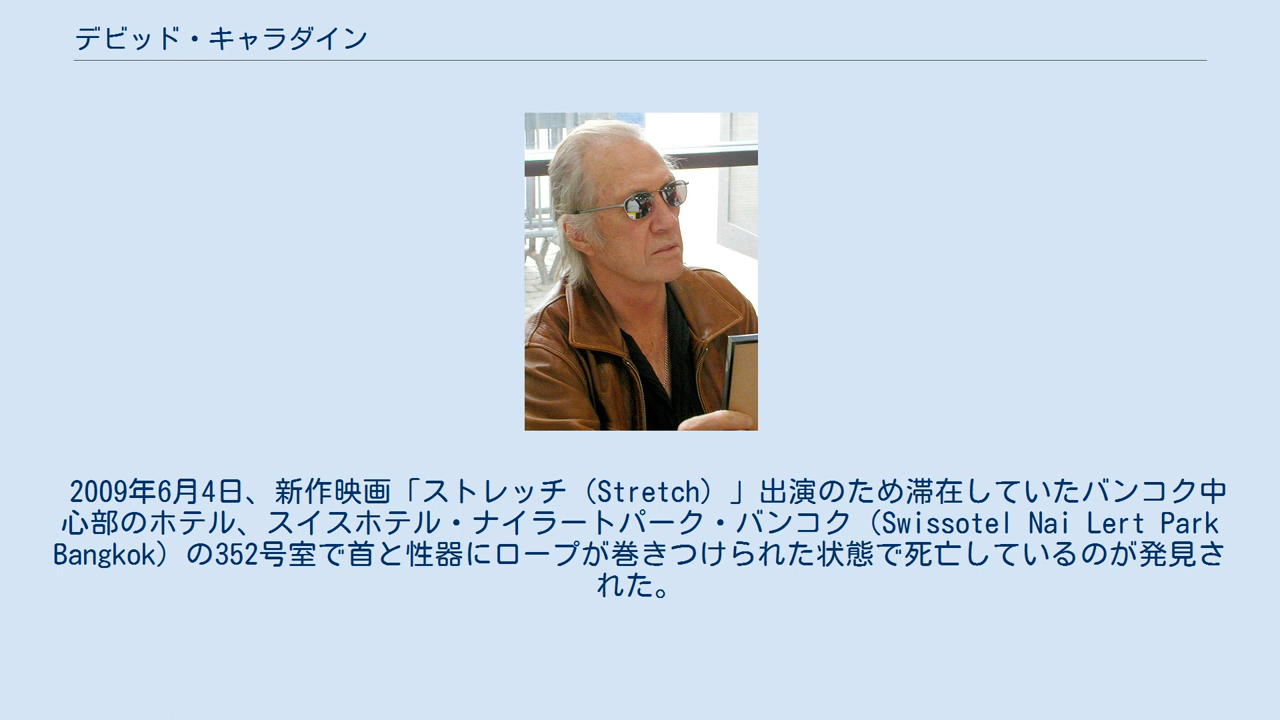 デビッド・キャラダイン
2009年6月4日、新作映画「ストレッチ（Stretch）」出演のため滞在していたバンコク中
心部のホテル、スイスホテル・ナイラートパーク・バンコク（Swissotel Nai Lert Park
Bangkok）の352号室で首と性器にロープが巻きつけられた状態で死亡しているのが発見さ
れた。